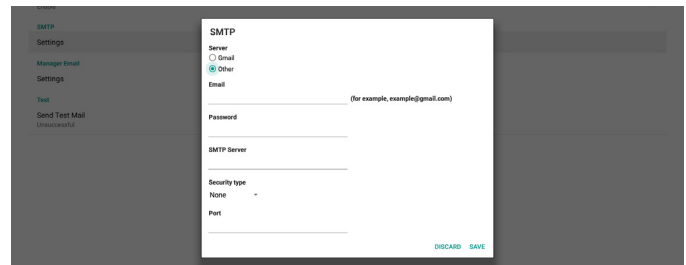 Enable
SMTP
Settings
Manager Email
Settings
Test
Send Test Mail
Unsuccessful
SMTP
Server
Gmail
Other
Email
(for example, example@gmail.com)
Password
SMTP Server
Security type
None
Port
DISCARD SAVE